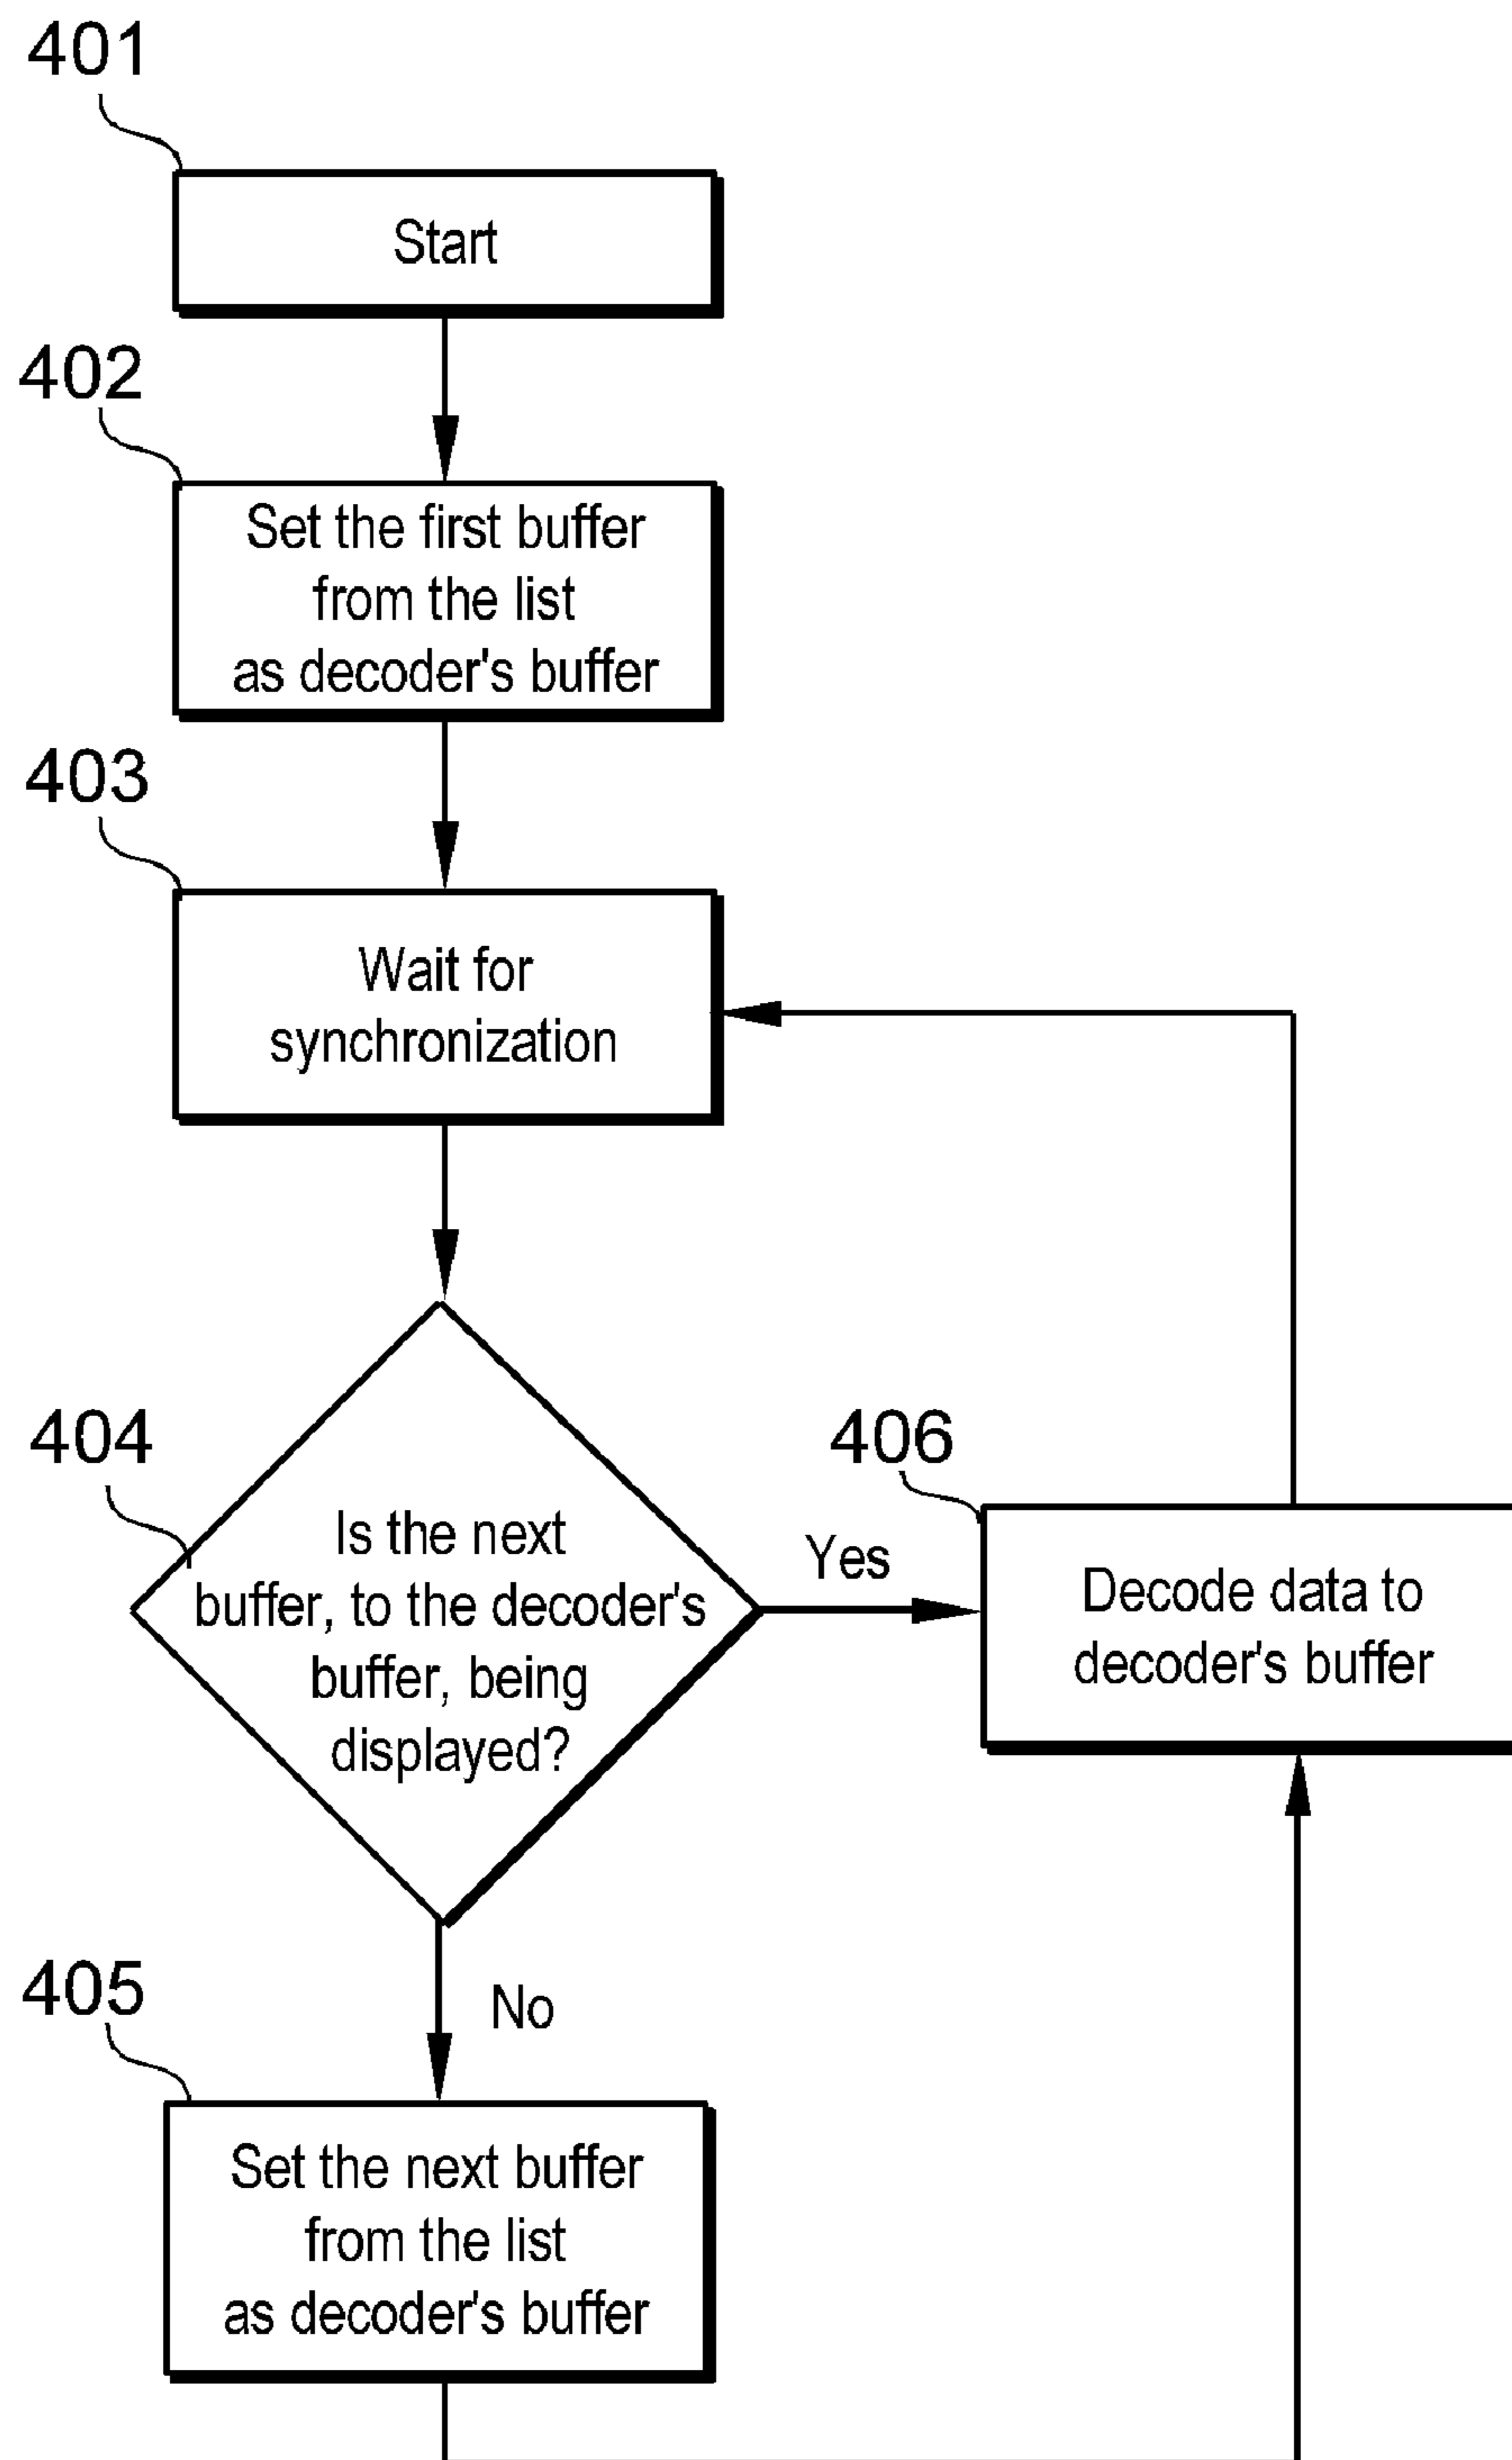 401
Start
402
Set the first buffer
from the list
as decoder's buffer
403
Wait for
synchronization
404
Is the next
buffer, to the decoder's
buffer, being
displayed?
Yes
406
Decode data to
decoder's buffer
No
405
Set the next buffer
from the list
as decoder's buffer